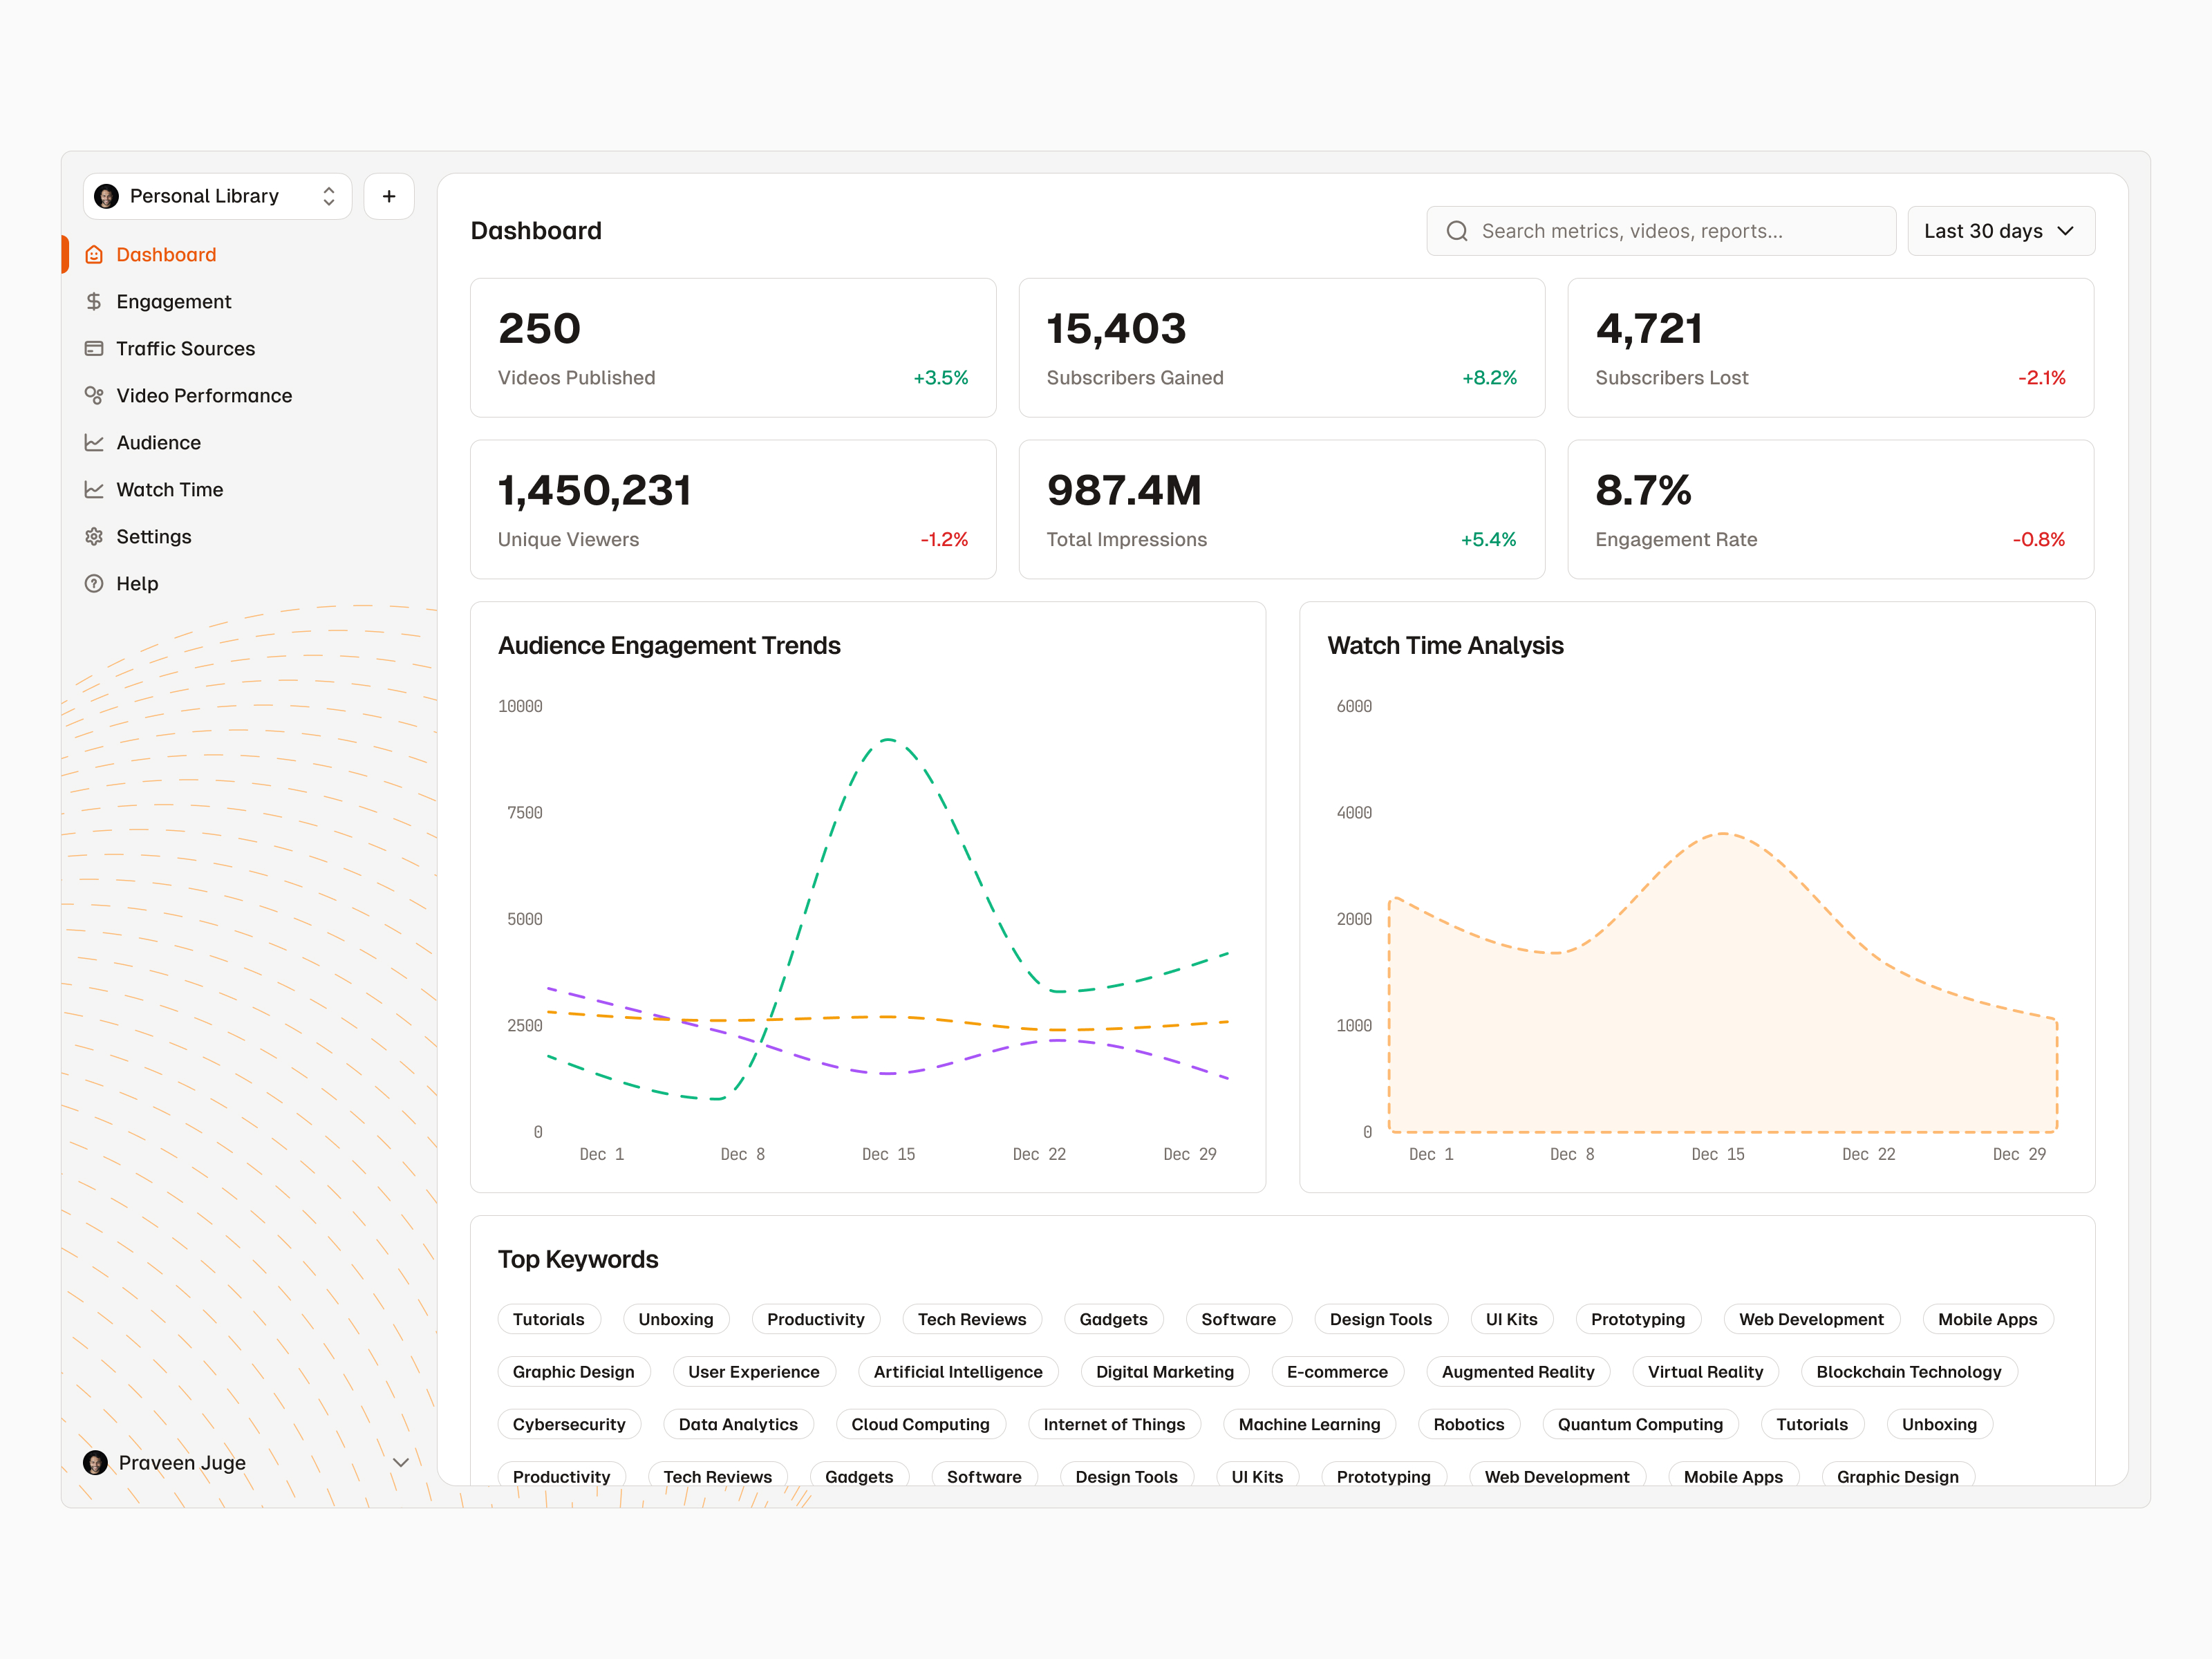 Personal Library
+
Dashboard
Engagement
Traffic Sources
Video Performance
Audience
Watch Time
Settings
Help
Praveen Juge
Dashboard
Search metrics, videos, reports...
Last 30 days
250
Videos Published +3.5%
15,403
Subscribers Gained +8.2%
4,721
Subscribers Lost -2.1%
1,450,231
Unique Viewers -1.2%
987.4M
Total Impressions +5.4%
8.7%
Engagement Rate -0.8%
Audience Engagement Trends
10000
7500
5000
2500
0
Dec 1 Dec 8 Dec 15 Dec 22 Dec 29
Watch Time Analysis
6000
4000
2000
1000
0
Dec 1 Dec 8 Dec 15 Dec 22 Dec 29
Top Keywords
Tutorials Unboxing Productivity Tech Reviews Gadgets Software Design Tools UI Kits Prototyping Web Development Mobile Apps
Graphic Design User Experience Artificial Intelligence Digital Marketing E-commerce Augmented Reality Virtual Reality Blockchain Technology
Cybersecurity Data Analytics Cloud Computing Internet of Things Machine Learning Robotics Quantum Computing Tutorials Unboxing
Productivity Tech Reviews Gadgets Software Design Tools UI Kits Prototyping Web Development Mobile Apps Graphic Design